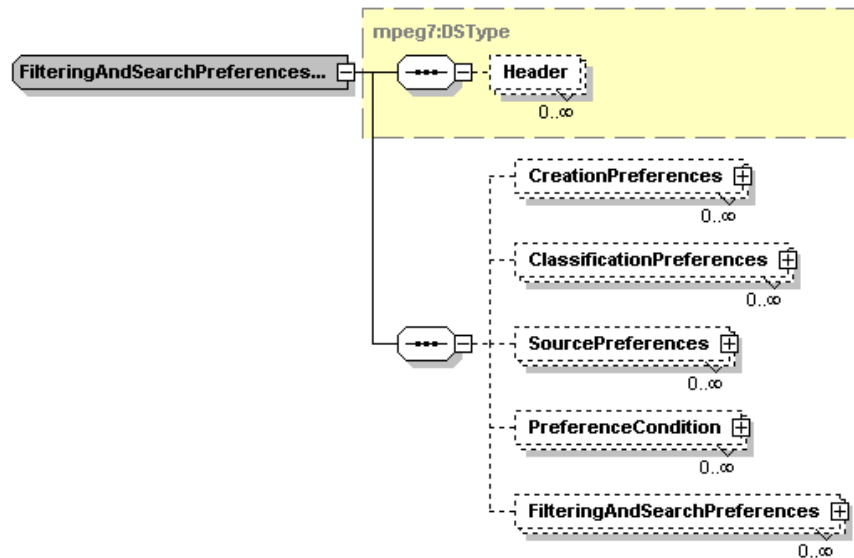 mpeg7:DSType
FilteringAndSearchPreferences...
Header
0..∞
CreationPreferences
0..∞
ClassificationPreferences
0..∞
SourcePreferences
0..∞
PreferenceCondition
0..∞
FilteringAndSearchPreferences
0..∞